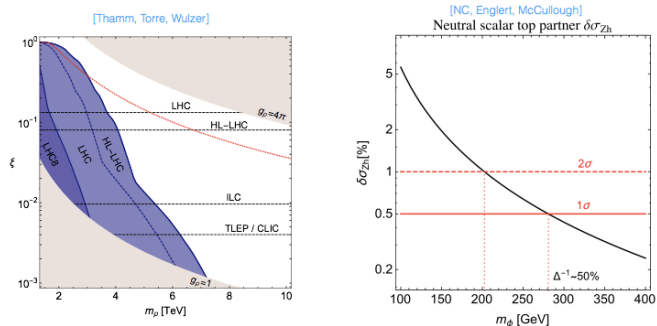 [Thamm, Torre, Wulzer]
10⁰
10⁻¹
10⁻²
10⁻³
ξ
LHC
gρ=4π
HL-LHC
LHC8
LHC
HL-LHC
ILC
TLEP / CLIC
gρ=1
2 4 6 8 10
mρ [TeV]
[NC, Englert, McCullough]
Neutral scalar top partner δσZh
5
2
1
0.5
0.2
δσZh[%]
2σ
1σ
Δ⁻¹~50%
100 150 200 250 300 350 400
mϕ [GeV]